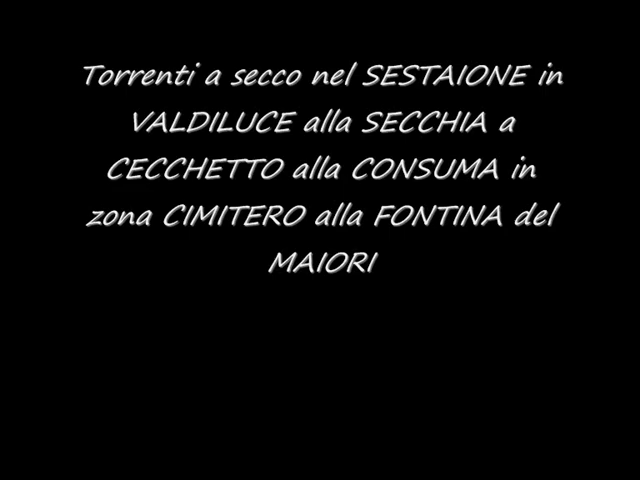 Torrenti a secco nel SESTAIONE in
VALDILUCE alla SECCHIA a
CECCHETTO alla CONSUMA in
zona CIMITERO alla FONTINA del
MAIORI